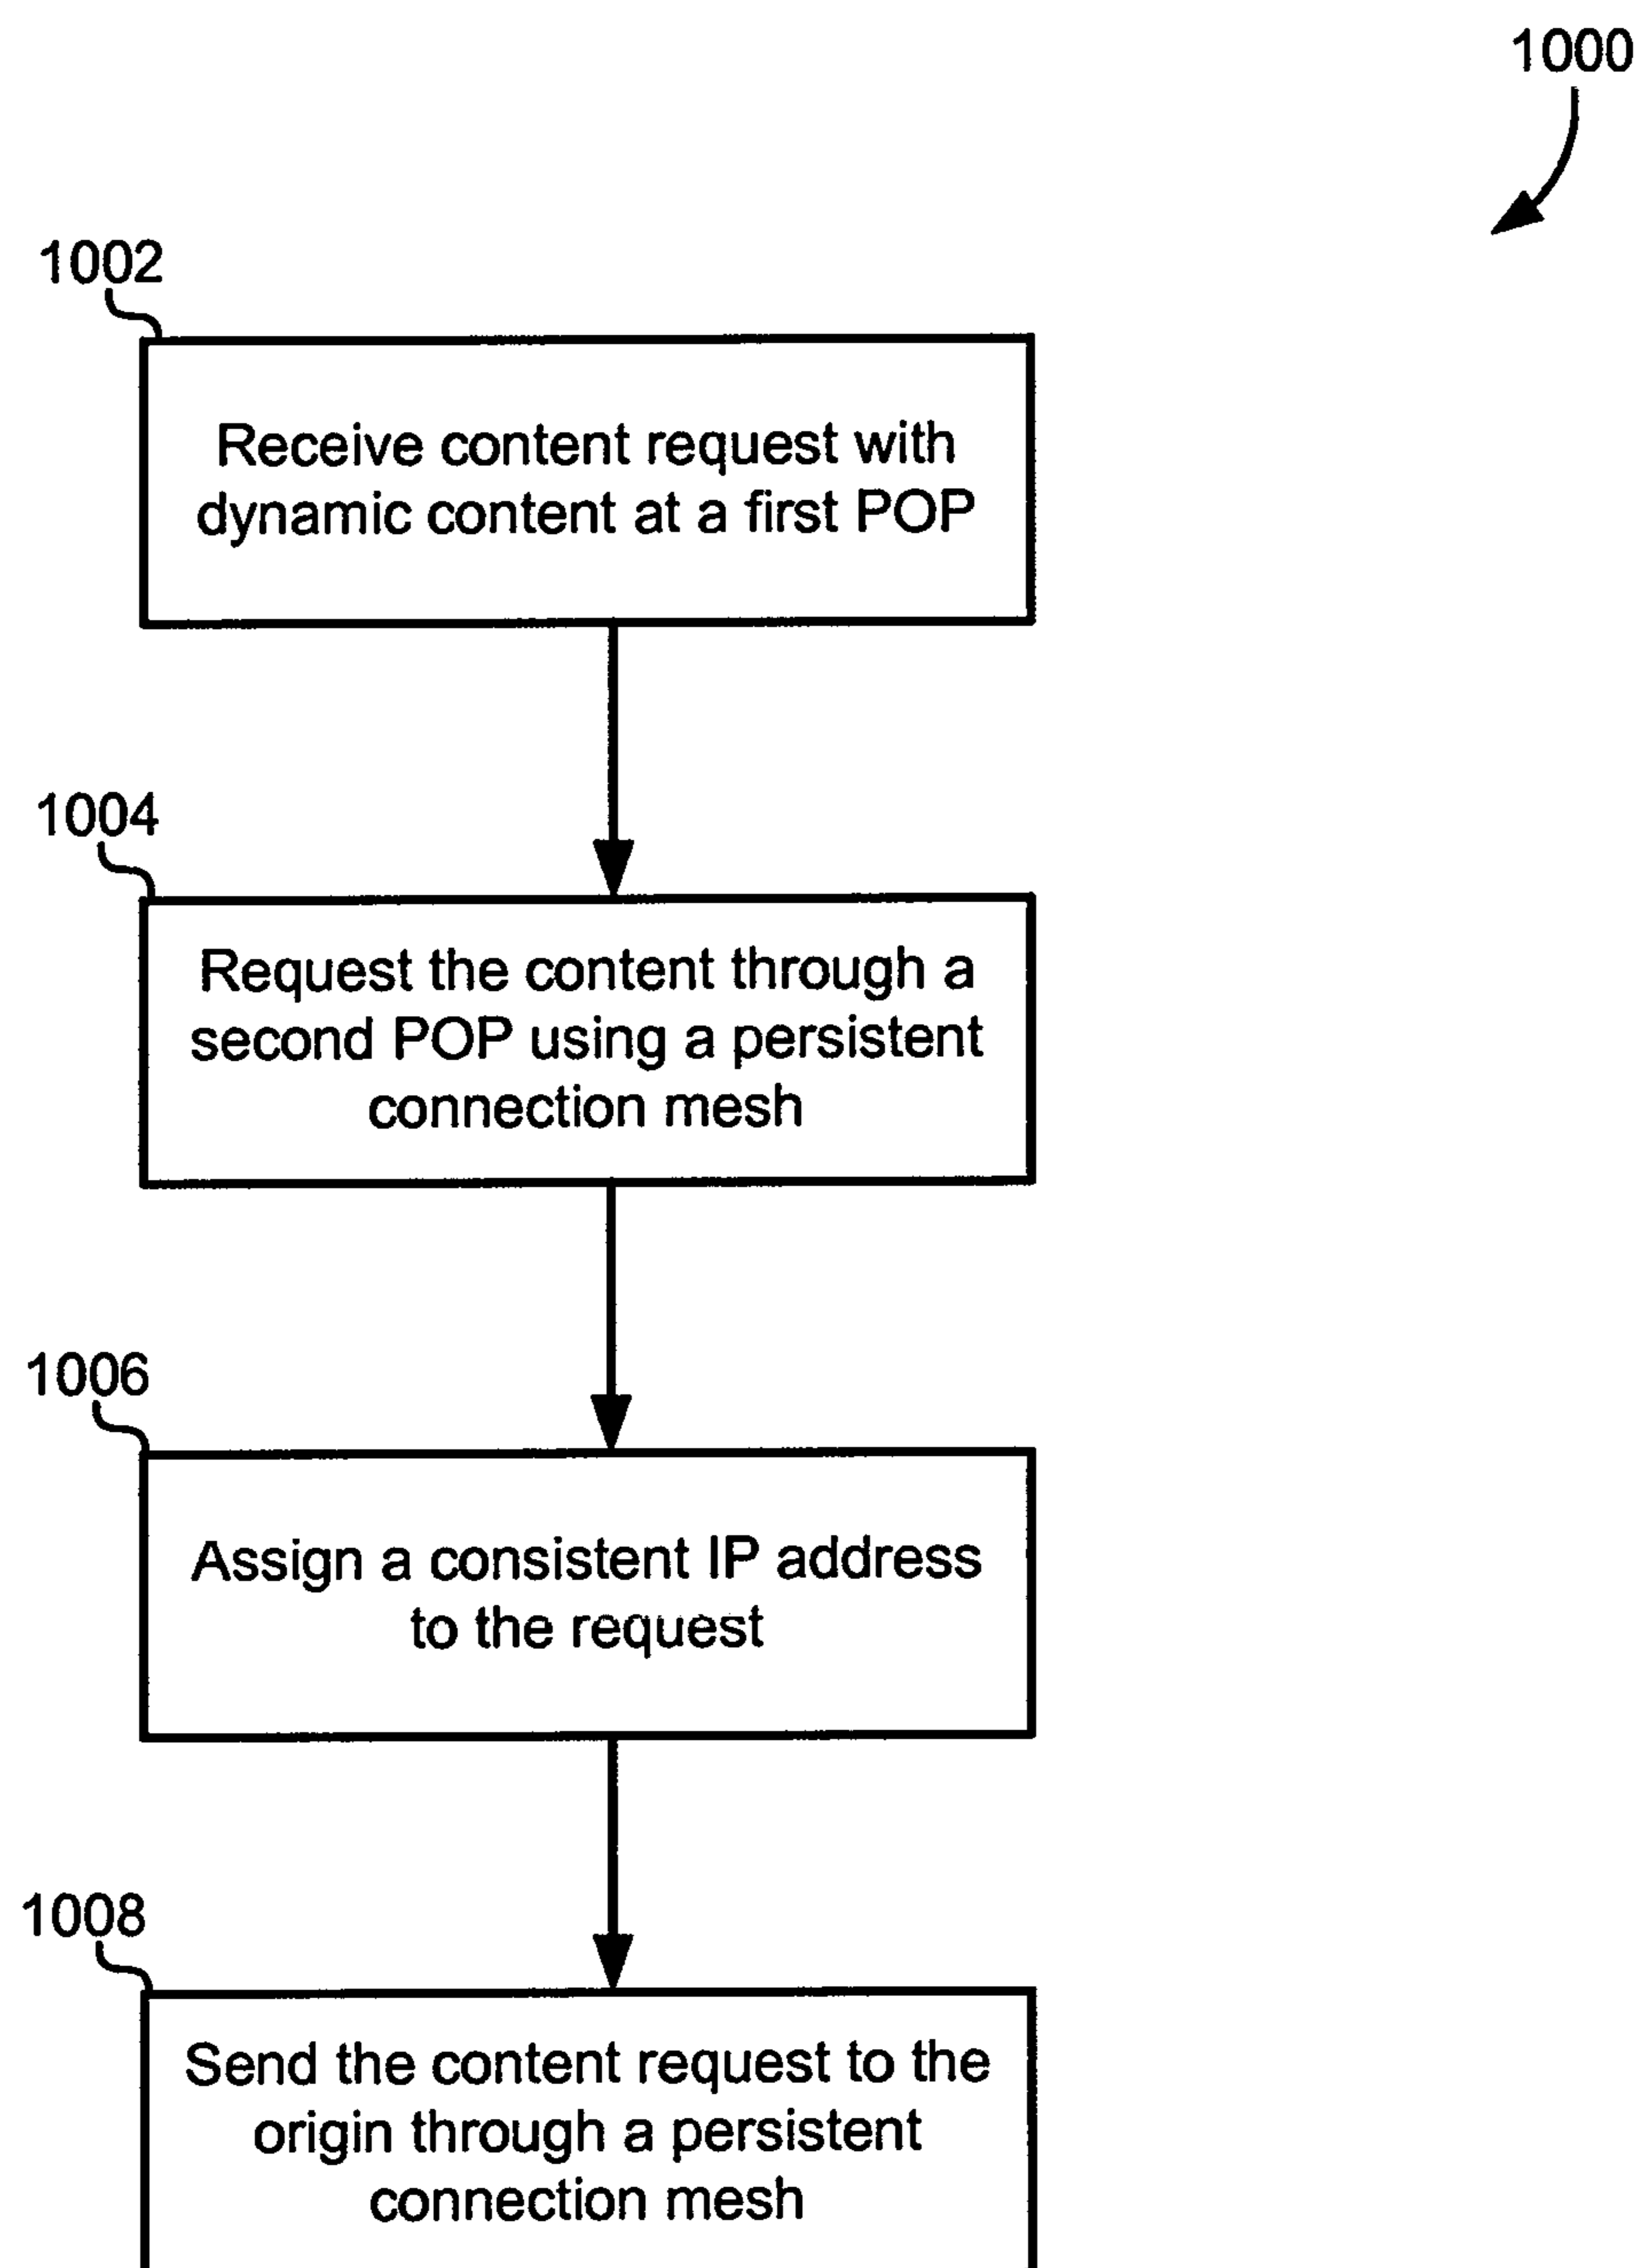 1000
1002
Receive content request with
dynamic content at a first POP
1004
Request the content through a
second POP using a persistent
connection mesh
1006
Assign a consistent IP address
to the request
1008
Send the content request to the
origin through a persistent
connection mesh